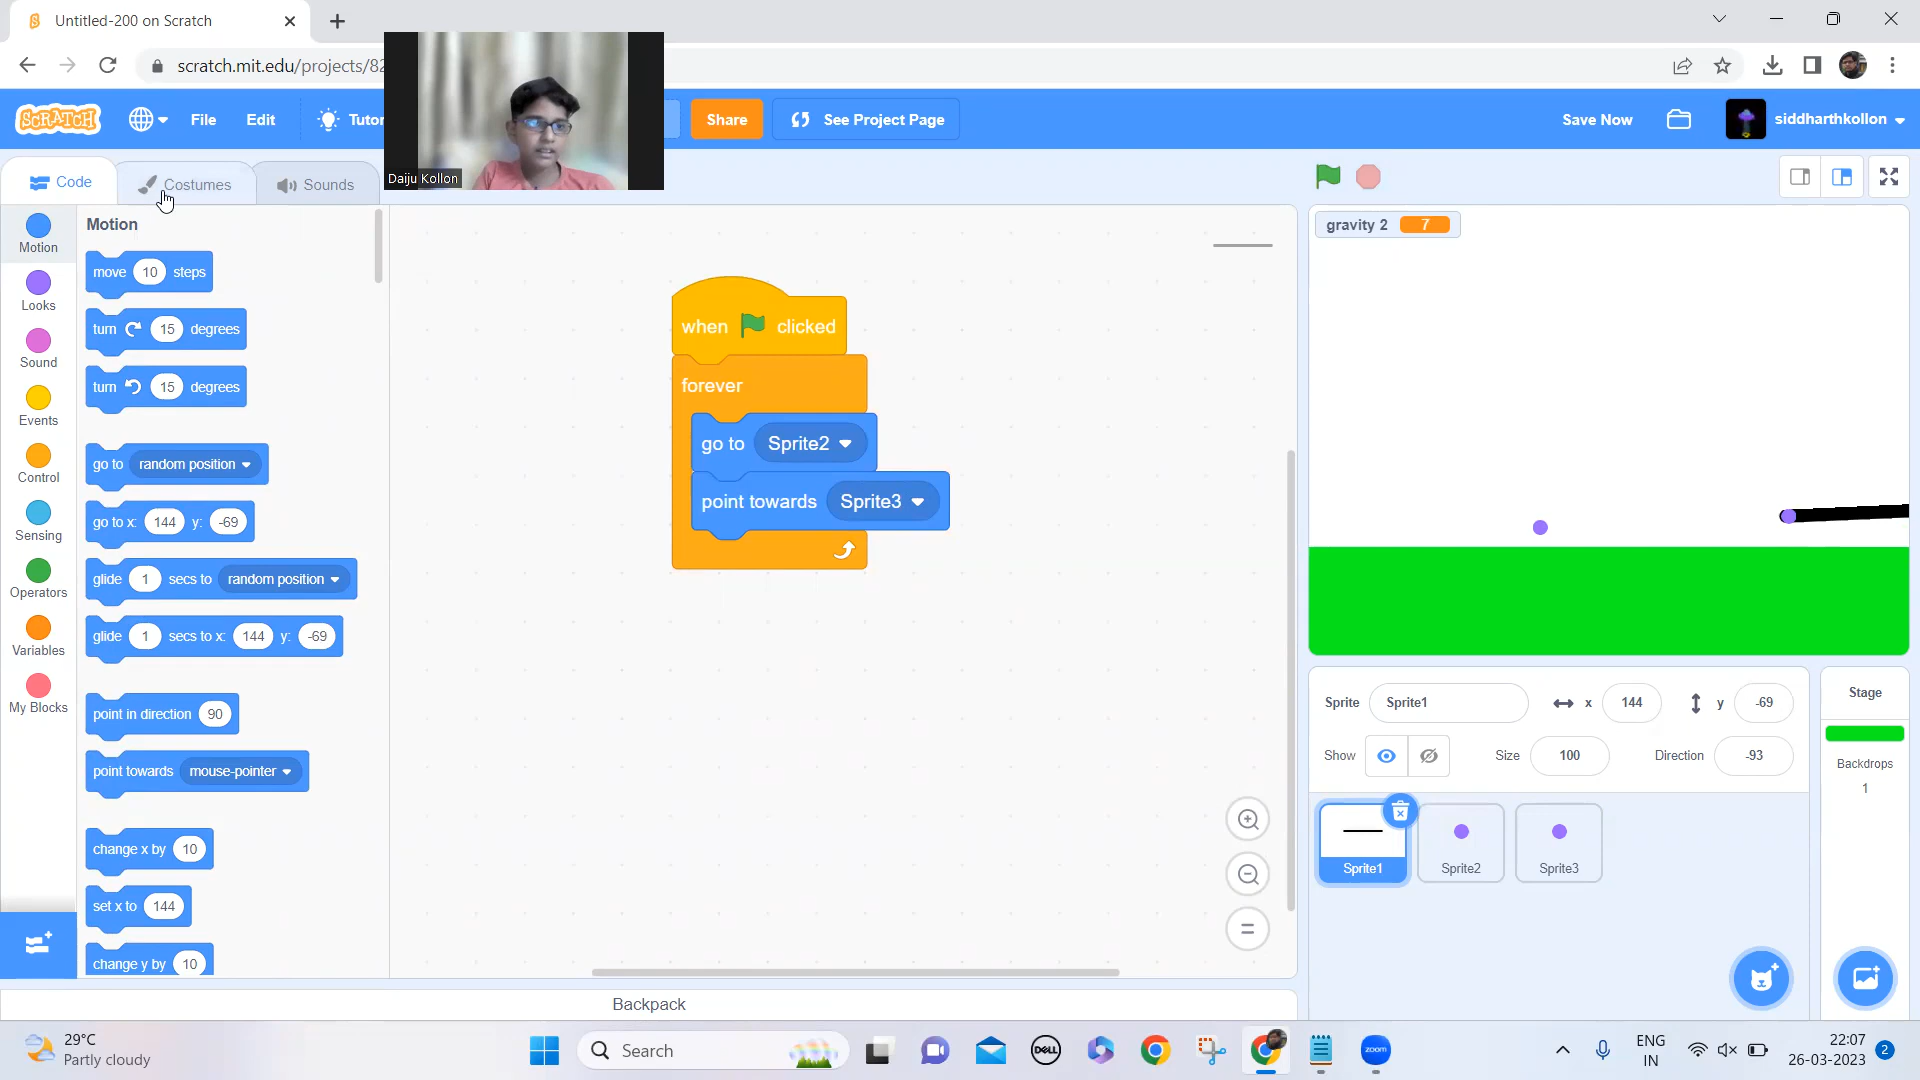 Untitled-200 on Scratch
scratch.mit.edu/projects/82
SCRATCH
File
Edit
Tutor
Share
See Project Page
Save Now
siddharthkollon
Daiju Kollon
Code
Costumes
Sounds
Motion
Looks
Sound
Events
Control
Sensing
Operators
Variables
My Blocks
Motion
move 10 steps
turn 15 degrees
turn 15 degrees
go to random position
go to x: 144 y: -69
glide 1 secs to random position
glide 1 secs to x: 144 y: -69
point in direction 90
point towards mouse-pointer
change x by 10
set x to 144
change y by 10
when clicked
forever
go to Sprite2
point towards Sprite3
Backpack
gravity 2 7
Sprite Sprite1 x 144 y -69
Show Size 100 Direction -93
Sprite1
Sprite2
Sprite3
Stage
Backdrops
1
29°C
Partly cloudy
Search
DELL
zoom
ENG
IN
22:07
26-03-2023
2